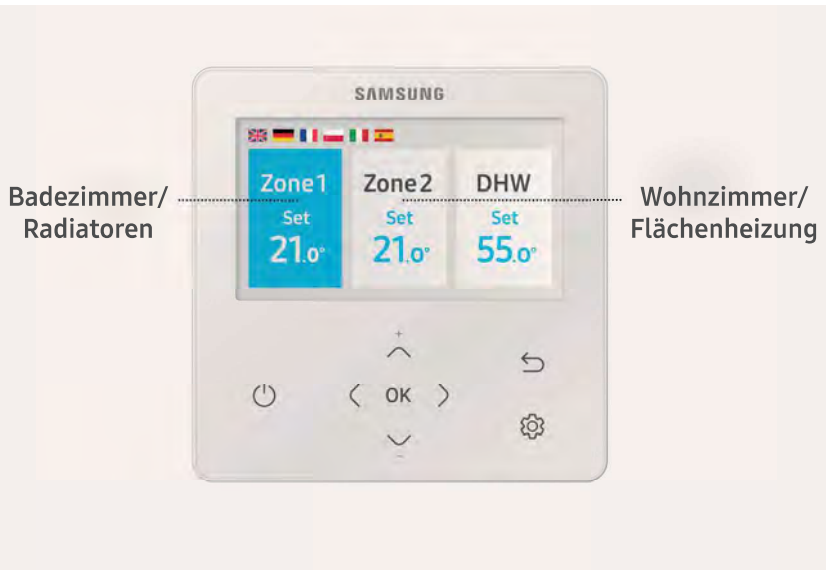 SAMSUNG
Zone1
Set
21.0°
Zone2
Set
21.0°
DHW
Set
55.0°
Badezimmer/
Radiatoren
Wohnzimmer/
Flächenheizung
+
OK
-